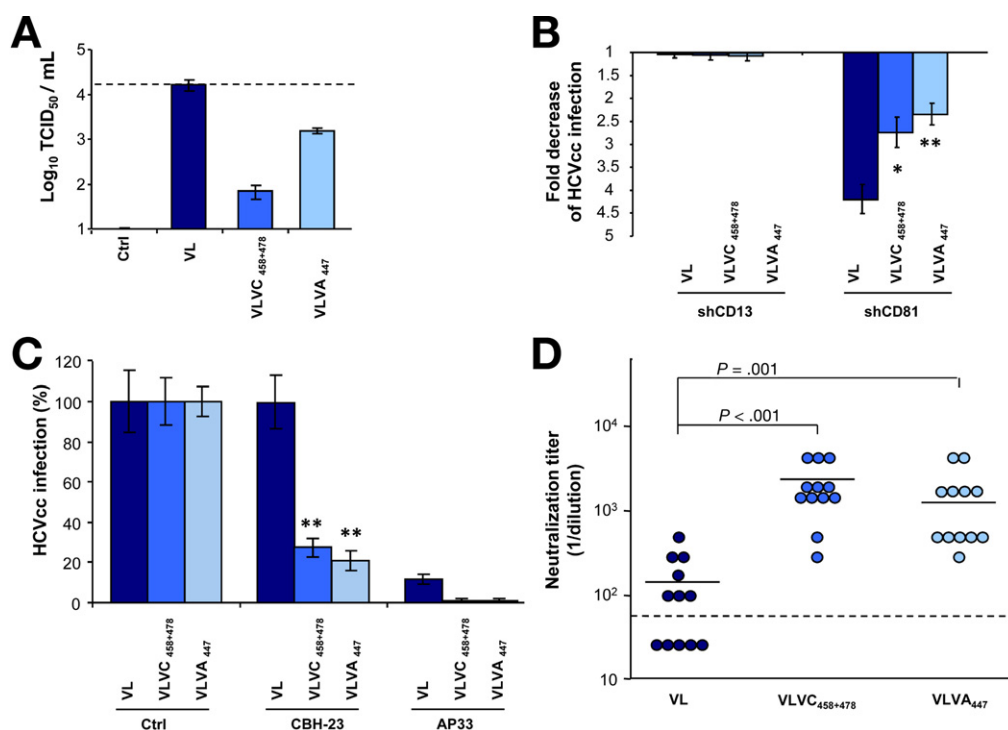 A
Log10 TCID50 / mL
5
4
3
2
1
Ctrl
VL
VLVC 458+478
VLVA 447
B
Fold decrease
of HCVcc infection
1
1.5
2
2.5
3
3.5
4
4.5
5
*
**
VL
VLVC 458+478
VLVA 447
VL
VLVC 458+478
VLVA 447
shCD13
shCD81
C
HCVcc infection (%)
120
100
80
60
40
20
0
**
**
VL
VLVC 458+478
VLVA 447
VL
VLVC 458+478
VLVA 447
VL
VLVC 458+478
VLVA 447
Ctrl
CBH-23
AP33
D
Neutralization titer
(1/dilution)
P = .001
P < .001
10^4
10^3
10^2
10
VL
VLVC458+478
VLVA447